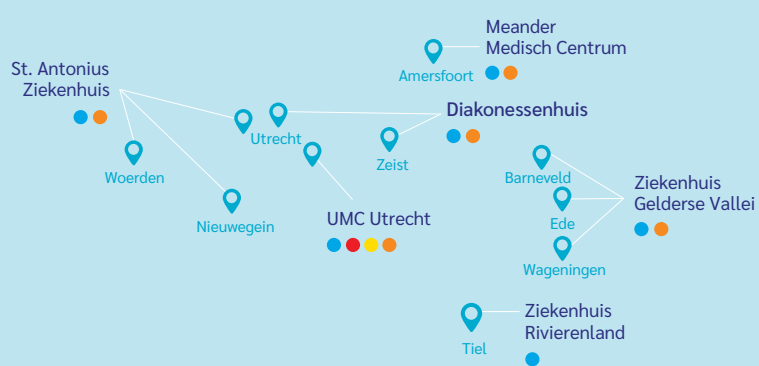 Meander
Medisch Centrum
Amersfoort
St. Antonius
Ziekenhuis
Diakonessenhuis
Utrecht
Zeist
Woerden
Barneveld
Ziekenhuis
Gelderse Vallei
Ede
Nieuwegein
UMC Utrecht
Wageningen
Ziekenhuis
Rivierenland
Tiel